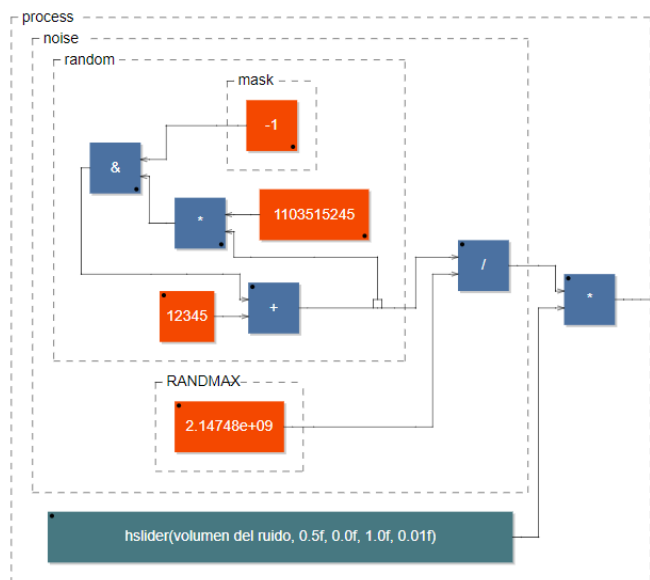 process
noise
random
mask
-1
&
*
1103515245
/
12345
+
*
RANDMAX
2.14748e+09
hslider(volumen del ruido, 0.5f, 0.0f, 1.0f, 0.01f)